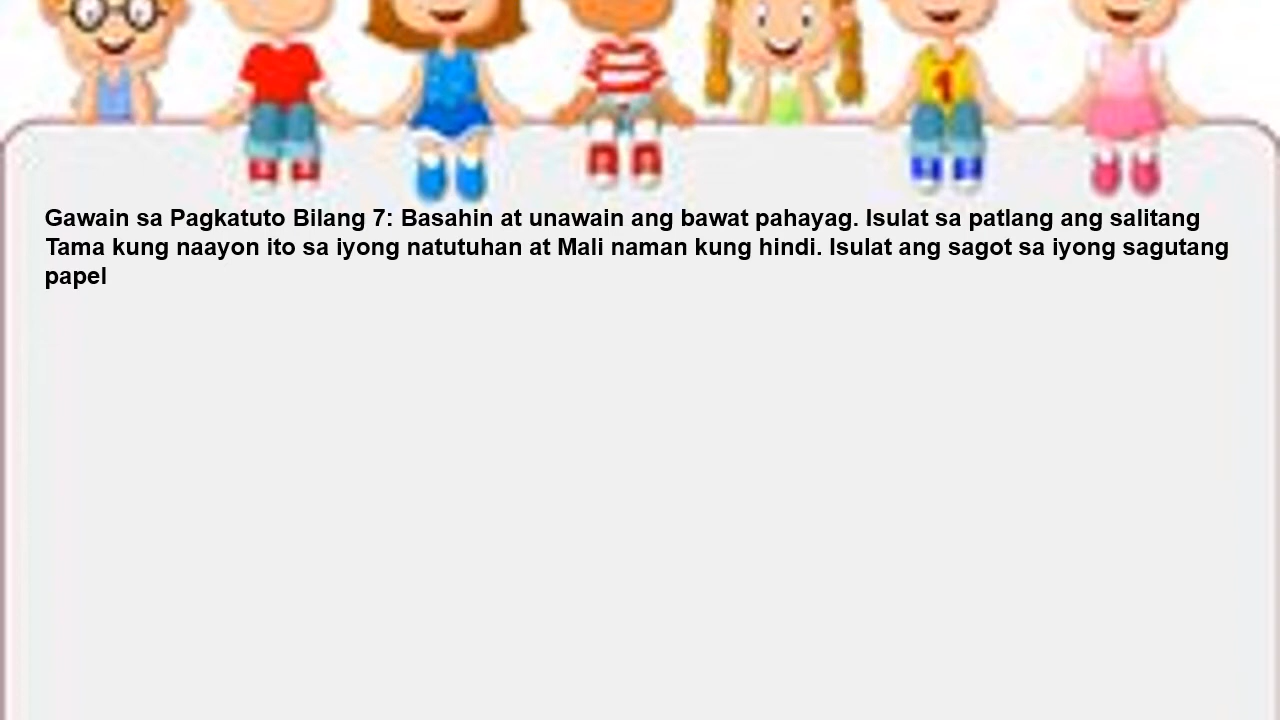 1
Gawain sa Pagkatuto Bilang 7: Basahin at unawain ang bawat pahayag. Isulat sa patlang ang salitang
Tama kung naayon ito sa iyong natutuhan at Mali naman kung hindi. Isulat ang sagot sa iyong sagutang
papel